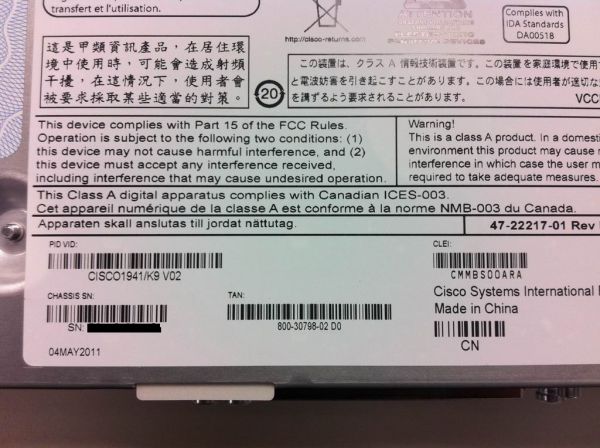 transfert et l'utilisation.
http://cisco-returns.com
ATTENTION
Complies with
IDA Standards
DA00518
這是甲類資訊產品，在居住環
境中使用時，可能會造成射頻
干擾，在這情況下，使用者會
被要求採取某些適當的對策。
20
この装置は、クラス A 情報技術装置です。この装置を家庭環境で使用す
と電波妨害を引き起こすことがあります。この場合には使用者が適切な
を講ずるよう要求されることがあります。
VCC
This device complies with Part 15 of the FCC Rules.
Operation is subject to the following two conditions: (1)
this device may not cause harmful interference, and (2)
this device must accept any interference received,
including interference that may cause undesired operation.
Warning!
This is a class A product. In a domesti
environment this product may cause r
interference in which case the user m
required to take adequate measures.
This Class A digital apparatus complies with Canadian ICES-003.
Cet appareil numérique de la classe A est conforme à la norme NMB-003 du Canada.
Apparaten skall anslutas till jordat nättutag.
47-22217-01 Rev
PID VID:
CISCO1941/K9 V02
CLEI:
CMMBS00ARA
CHASSIS SN:
SN:
TAN:
800-30798-02 D0
Cisco Systems International
Made in China
CN
04MAY2011